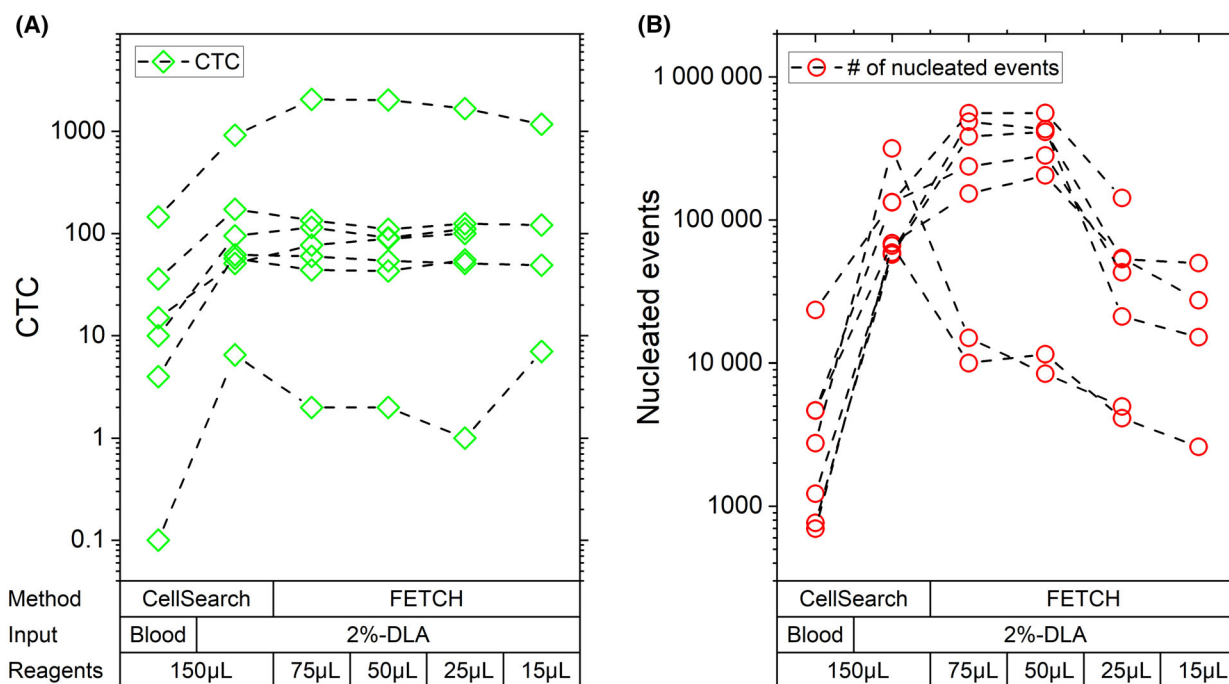 (A)
CTC
1000
100
10
1
0.1
CTC
(B)
# of nucleated events
1 000 000
100 000
10 000
1000
Nucleated events
Method CellSearch FETCH CellSearch FETCH
Input Blood 2%-DLA Blood 2%-DLA
Reagents 150µL 75µL 50µL 25µL 15µL 150µL 75µL 50µL 25µL 15µL